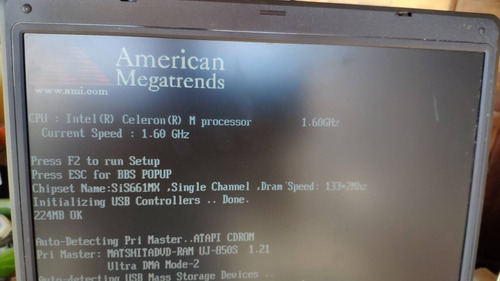 American
Megatrends
www.ami.com
CPU : Intel(R) Celeron(R) M processor 1.60GHz
Current Speed : 1.60 GHz
Press F2 to run Setup
Press ESC for BBS POPUP
Chipset Name:SiS661MX ,Single Channel ,Dram Speed: 133*2Mhz
Initializing USB Controllers .. Done.
224MB OK
Auto-Detecting Pri Master..ATAPI CDROM
Pri Master: MATSHITADVD-RAM UJ-850S 1.21
Ultra DMA Mode-2
Auto-detecting USB Mass Storage Devices ..